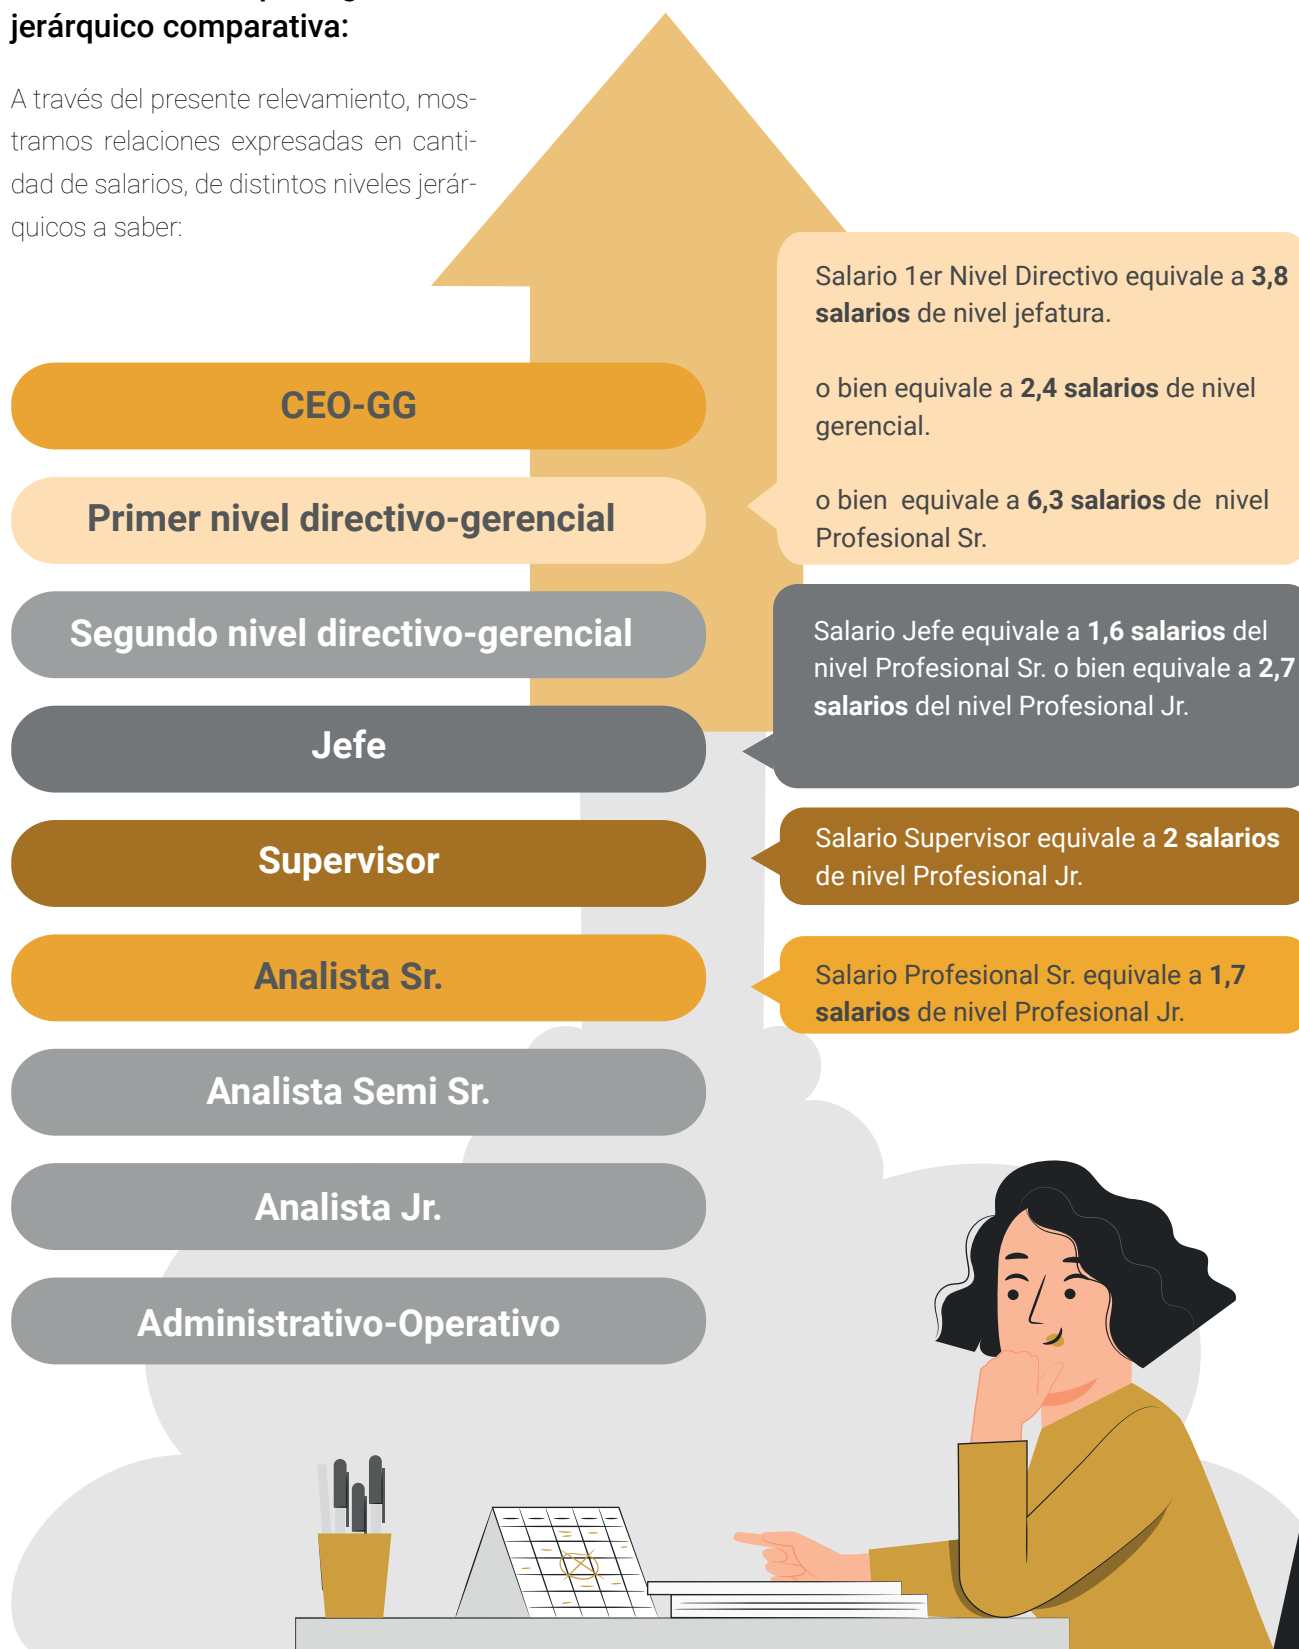 jerárquico comparativa:
A través del presente relevamiento, mos-
tramos relaciones expresadas en canti-
dad de salarios, de distintos niveles jerár-
quicos a saber:
CEO-GG
Primer nivel directivo-gerencial
Segundo nivel directivo-gerencial
Jefe
Supervisor
Analista Sr.
Analista Semi Sr.
Analista Jr.
Administrativo-Operativo
Salario 1er Nivel Directivo equivale a 3,8
salarios de nivel jefatura.
o bien equivale a 2,4 salarios de nivel
gerencial.
o bien equivale a 6,3 salarios de nivel
Profesional Sr.
Salario Jefe equivale a 1,6 salarios del
nivel Profesional Sr. o bien equivale a 2,7
salarios del nivel Profesional Jr.
Salario Supervisor equivale a 2 salarios
de nivel Profesional Jr.
Salario Profesional Sr. equivale a 1,7
salarios de nivel Profesional Jr.